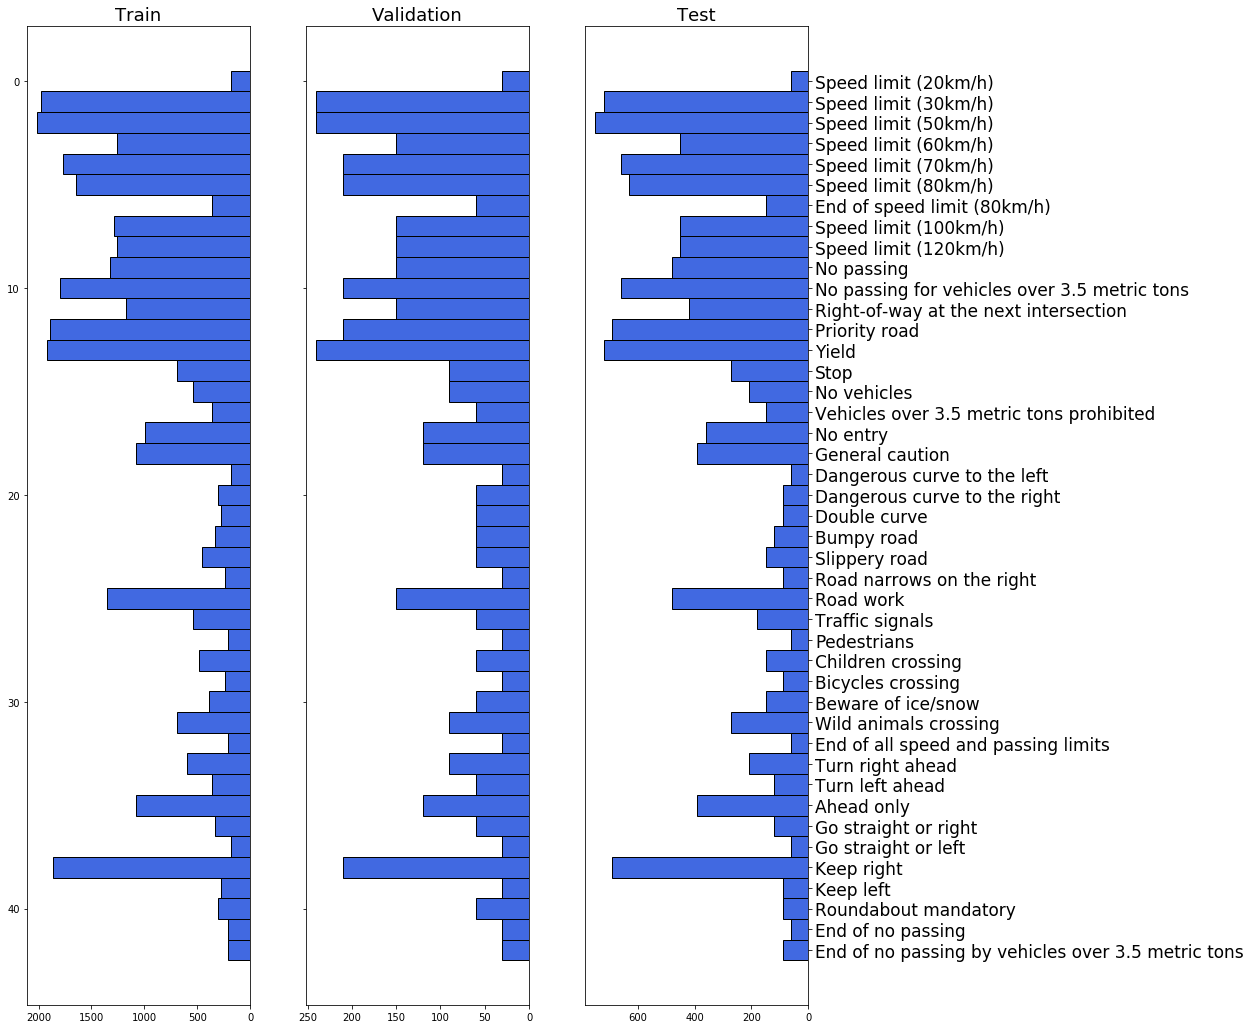 Train Validation Test
0
10
20
30
40
Speed limit (20km/h)
Speed limit (30km/h)
Speed limit (50km/h)
Speed limit (60km/h)
Speed limit (70km/h)
Speed limit (80km/h)
End of speed limit (80km/h)
Speed limit (100km/h)
Speed limit (120km/h)
No passing
No passing for vehicles over 3.5 metric tons
Right-of-way at the next intersection
Priority road
Yield
Stop
No vehicles
Vehicles over 3.5 metric tons prohibited
No entry
General caution
Dangerous curve to the left
Dangerous curve to the right
Double curve
Bumpy road
Slippery road
Road narrows on the right
Road work
Traffic signals
Pedestrians
Children crossing
Bicycles crossing
Beware of ice/snow
Wild animals crossing
End of all speed and passing limits
Turn right ahead
Turn left ahead
Ahead only
Go straight or right
Go straight or left
Keep right
Keep left
Roundabout mandatory
End of no passing
End of no passing by vehicles over 3.5 metric tons
2000 1500 1000 500 0
250 200 150 100 50 0
600 400 200 0